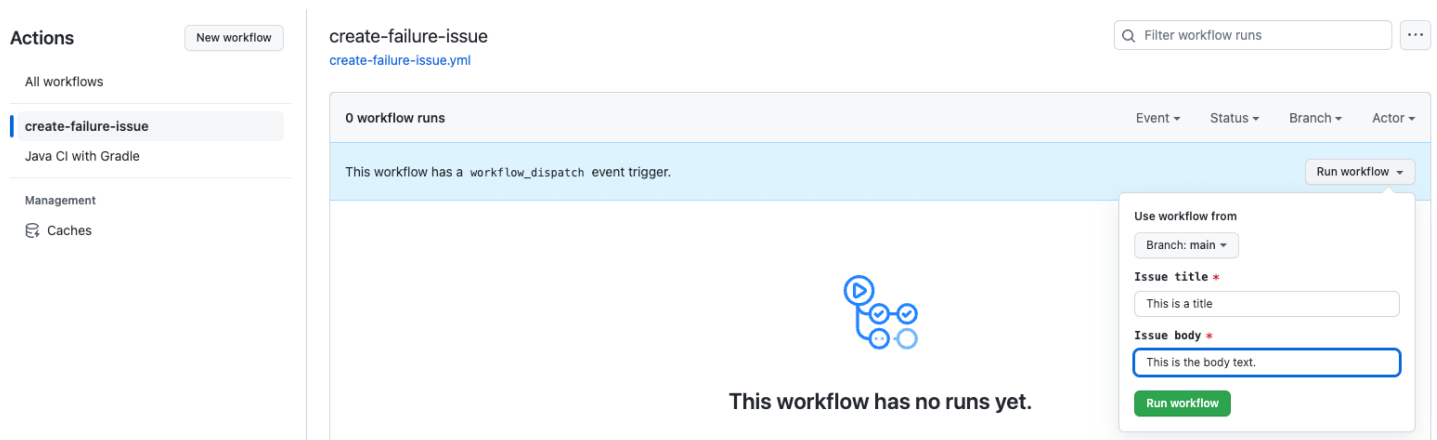 Actions
New workflow
All workflows
create-failure-issue
Java CI with Gradle
Management
Caches
create-failure-issue
create-failure-issue.yml
Filter workflow runs
0 workflow runs
Event
Status
Branch
Actor
This workflow has a workflow_dispatch event trigger.
Run workflow
Use workflow from
Branch: main
Issue title *
This is a title
Issue body *
This is the body text.
Run workflow
This workflow has no runs yet.